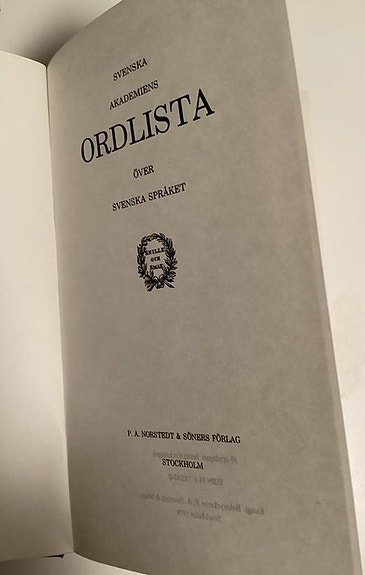 SVENSKA
AKADEMIENS
ORDLISTA
ÖVER
SVENSKA SPRÅKET
SNILLE
OCH
SMAK
P. A. NORSTEDT & SÖNERS FÖRLAG
STOCKHOLM